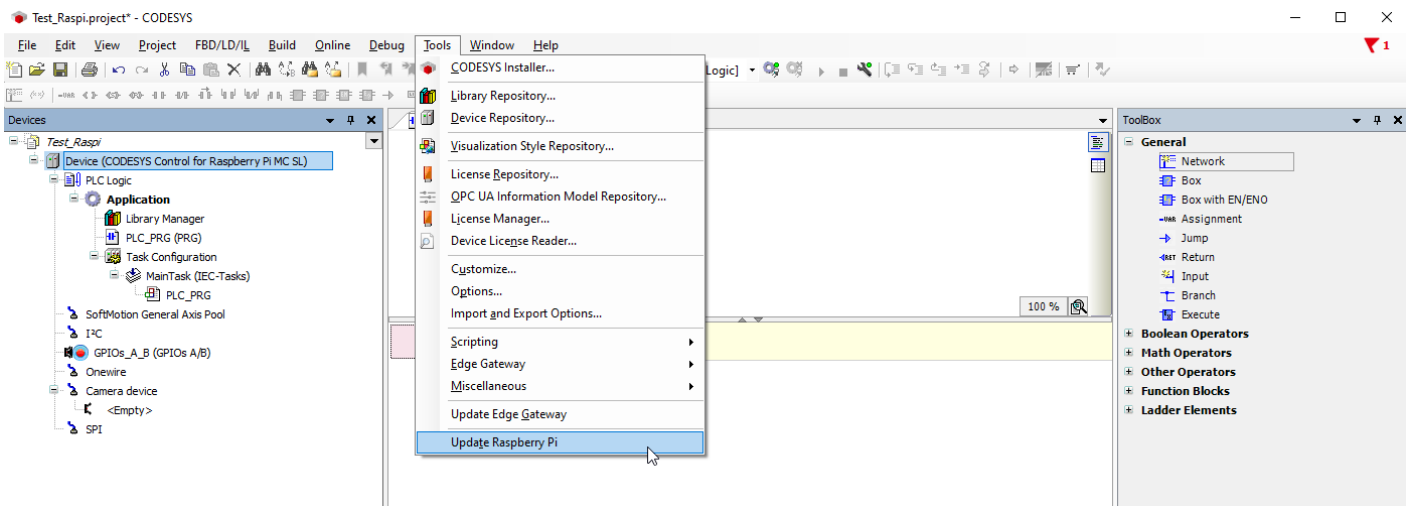 Test_Raspi.project* - CODESYS
File Edit View Project FBD/LD/IL Build Online Debug Tools Window Help
1
CODESYS Installer...
Logic]
Library Repository...
Devices
Device Repository...
ToolBox
Test_Raspi
General
Visualization Style Repository...
Device (CODESYS Control for Raspberry Pi MC SL)
Network
License Repository...
PLC Logic
Box
OPC UA Information Model Repository...
Application
Box with EN/ENO
License Manager...
Library Manager
Assignment
Device License Reader...
PLC_PRG (PRG)
Jump
Task Configuration
Return
Customize...
MainTask (IEC-Tasks)
Input
Options...
PLC_PRG
Branch
100 %
Import and Export Options...
SoftMotion General Axis Pool
Execute
I²C
Boolean Operators
Scripting
GPIOs_A_B (GPIOs A/B)
Math Operators
Edge Gateway
Onewire
Other Operators
Miscellaneous
Camera device
Function Blocks
<Empty>
Ladder Elements
Update Edge Gateway
SPI
Update Raspberry Pi